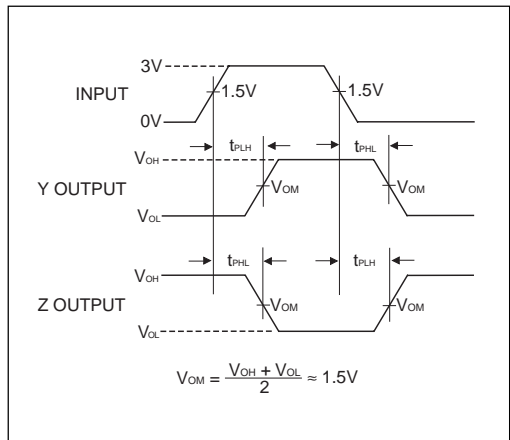 3V
INPUT
1.5V 1.5V
0V
tPLH tPHL
VOH
Y OUTPUT
VOM VOM
VOL
tPHL tPLH
VOH
Z OUTPUT
VOM VOM
VOL
VOM = VOH + VOL / 2 ≈ 1.5V